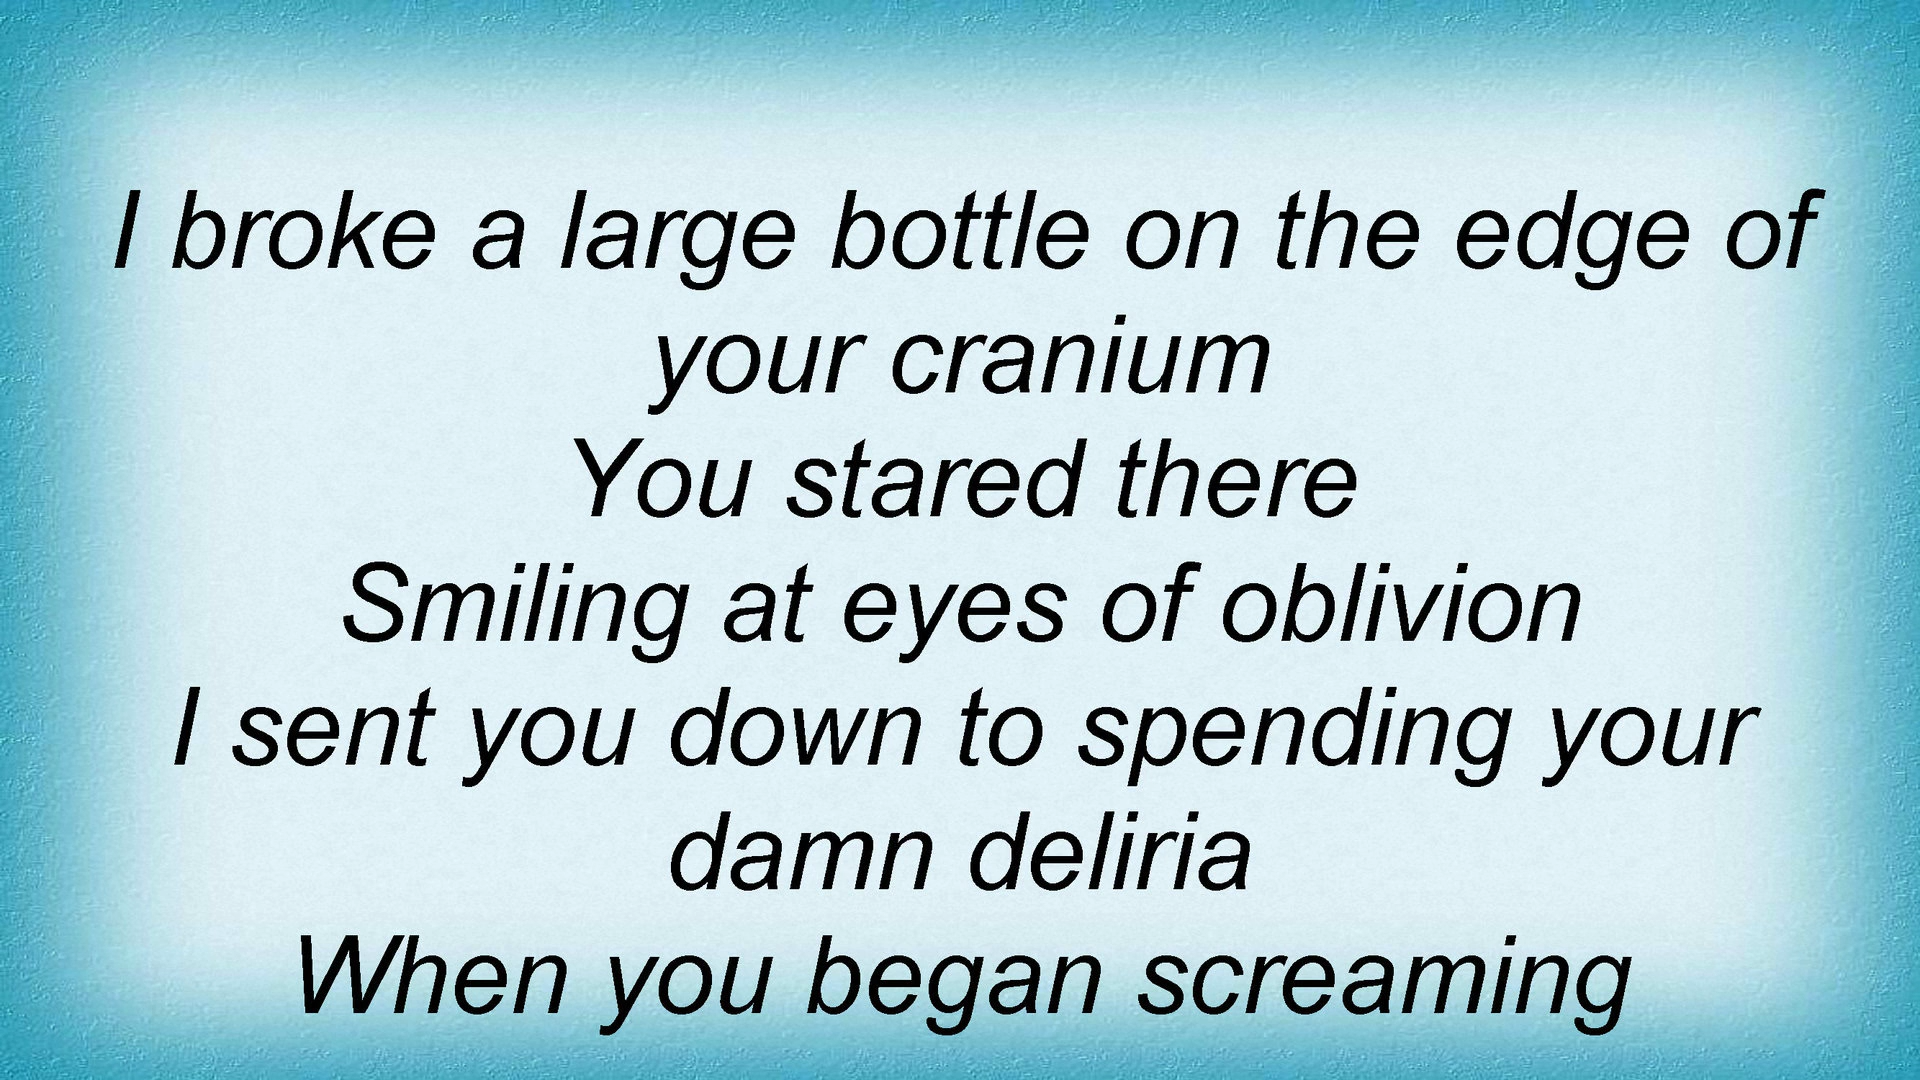 I broke a large bottle on the edge of
your cranium
You stared there
Smiling at eyes of oblivion
I sent you down to spending your
damn deliria
When you began screaming